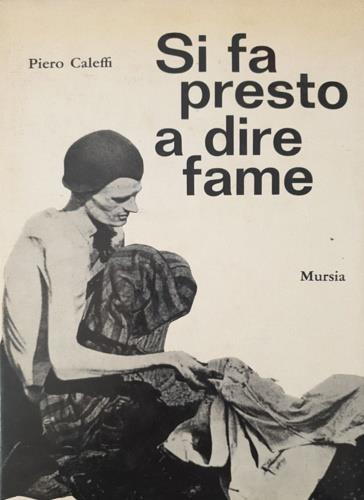 Piero Caleffi
Si fa
presto
a dire
fame
Mursia